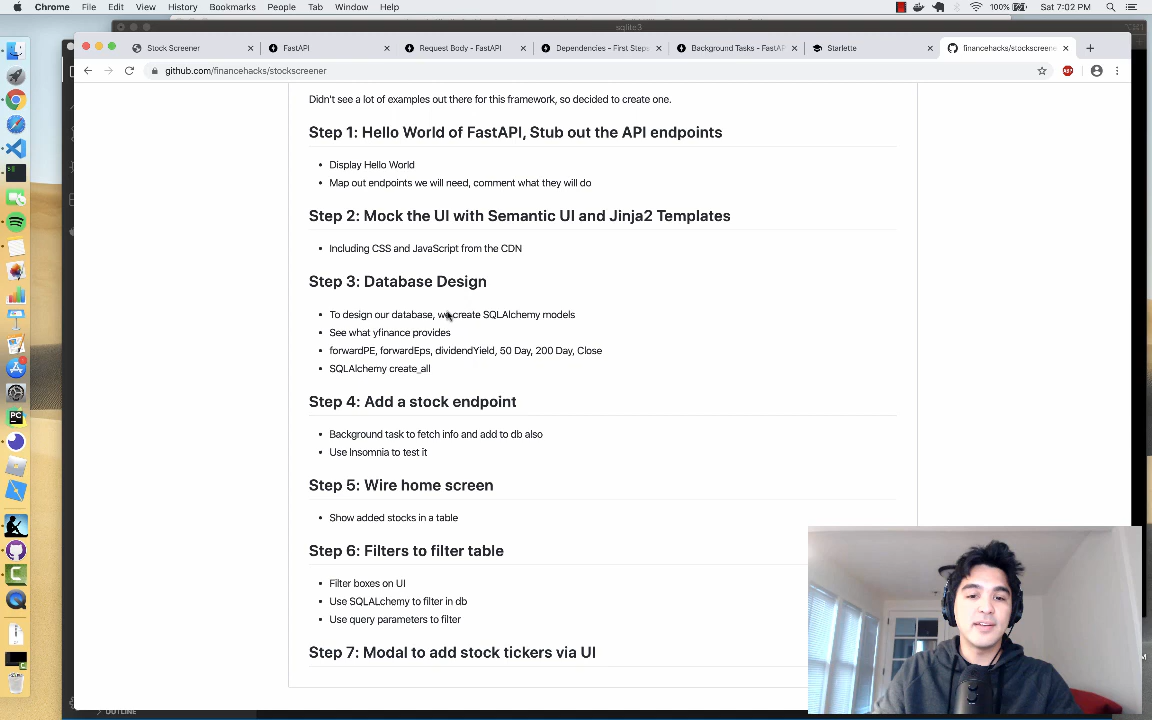 Chrome File Edit View History Bookmarks People Tab Window Help 100% Sat 7:02 PM
sqlite3
Stock Screener FastAPI Request Body - FastAPI Dependencies - First Steps Background Tasks - FastAP Starlette financehacks/stockscreene
github.com/financehacks/stockscreener
ABP
Didn't see a lot of examples out there for this framework, so decided to create one.
Step 1: Hello World of FastAPI, Stub out the API endpoints
Display Hello World
Map out endpoints we will need, comment what they will do
Step 2: Mock the UI with Semantic UI and Jinja2 Templates
Including CSS and JavaScript from the CDN
Step 3: Database Design
To design our database, we create SQLAlchemy models
See what yfinance provides
forwardPE, forwardEps, dividendYield, 50 Day, 200 Day, Close
SQLAlchemy create_all
Step 4: Add a stock endpoint
Background task to fetch info and add to db also
Use Insomnia to test it
Step 5: Wire home screen
Show added stocks in a table
Step 6: Filters to filter table
Filter boxes on UI
Use SQLALchemy to filter in db
Use query parameters to filter
Step 7: Modal to add stock tickers via UI
PC
OUTLINE